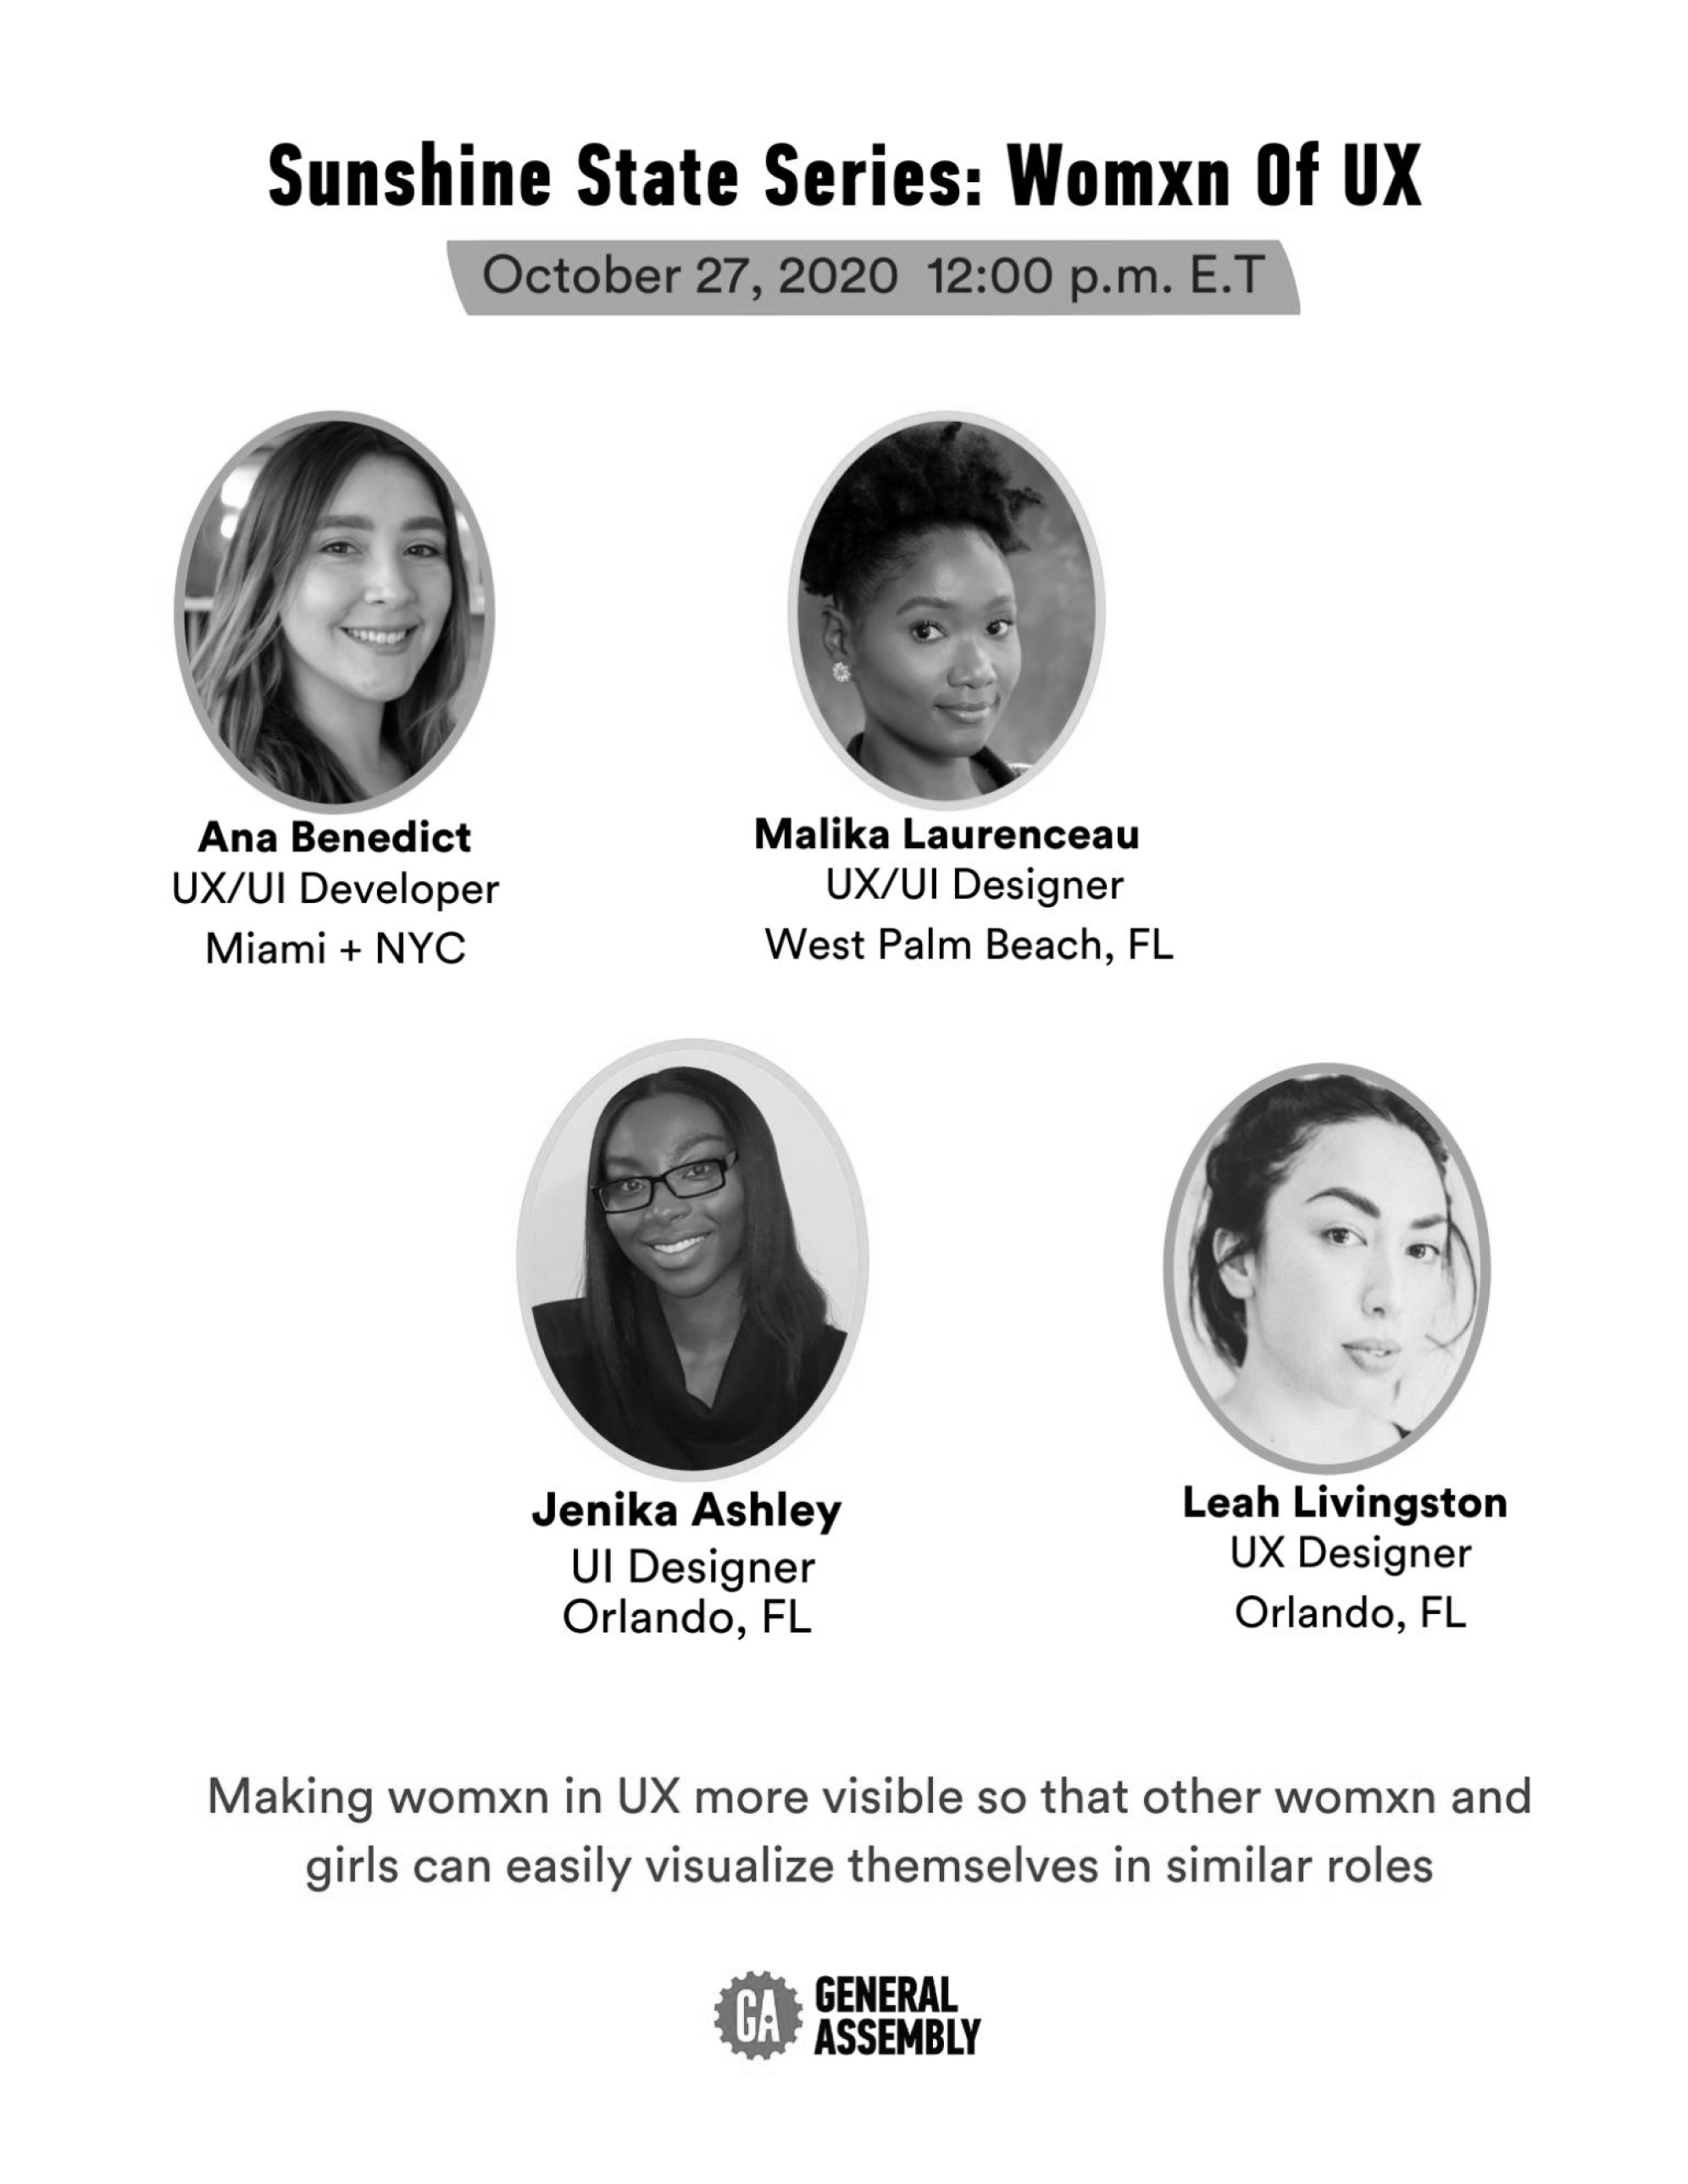 Sunshine State Series: Womxn Of UX
October 27, 2020 12:00 p.m. E.T
Ana Benedict
UX/UI Developer
Miami + NYC
Malika Laurenceau
UX/UI Designer
West Palm Beach, FL
Jenika Ashley
UI Designer
Orlando, FL
Leah Livingston
UX Designer
Orlando, FL
Making womxn in UX more visible so that other womxn and
girls can easily visualize themselves in similar roles
GA
GENERAL
ASSEMBLY